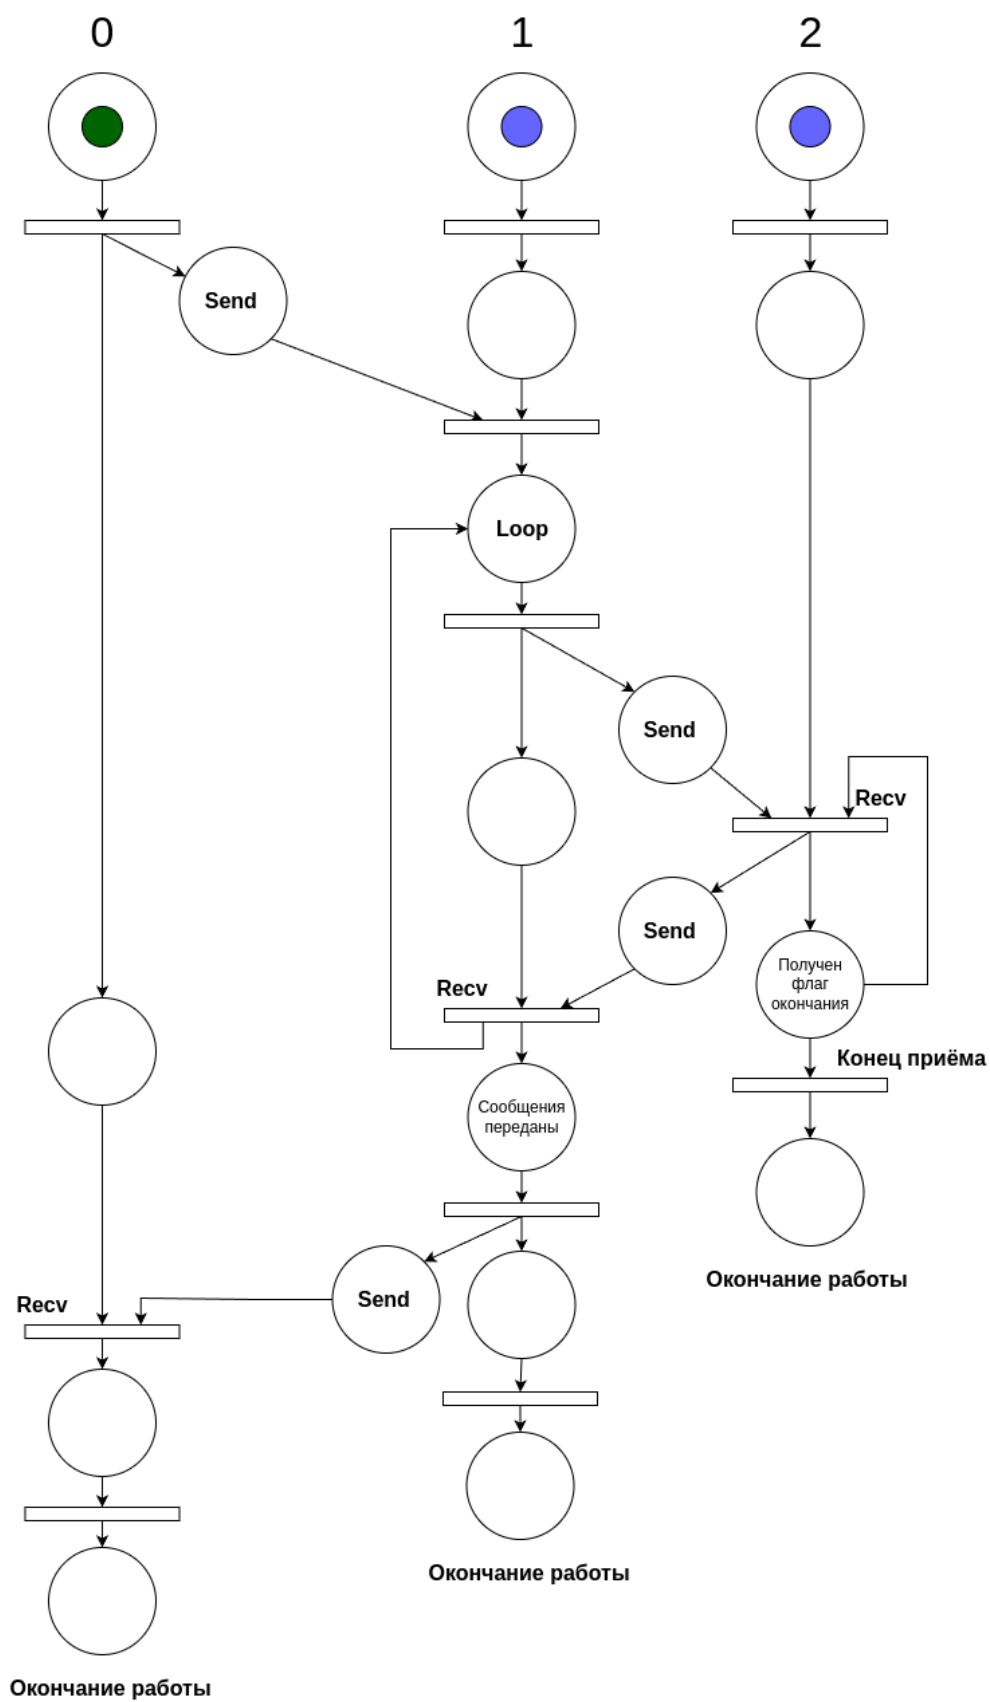 0
1
2
Send
Loop
Send
Recv
Send
Получен
флаг
окончания
Recv
Конец приёма
Сообщения
переданы
Окончание работы
Send
Recv
Окончание работы
Окончание работы